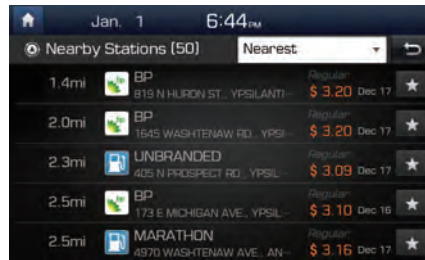 Jan. 1 6:44 PM
Nearby Stations (50) Nearest
1.4mi BP Regular
819 N HURON ST., YPSILANTI··· $ 3.20 Dec 17
2.0mi BP Regular
1645 WASHTENAW RD., YPSI··· $ 3.20 Dec 17
2.3mi UNBRANDED Regular
405 N PROSPECT RD., YPSIL··· $ 3.09 Dec 17
2.5mi BP Regular
173 E MICHIGAN AVE., YPSIL··· $ 3.10 Dec 16
2.5mi MARATHON Regular
4970 WASHTENAW AVE., AN··· $ 3.16 Dec 17